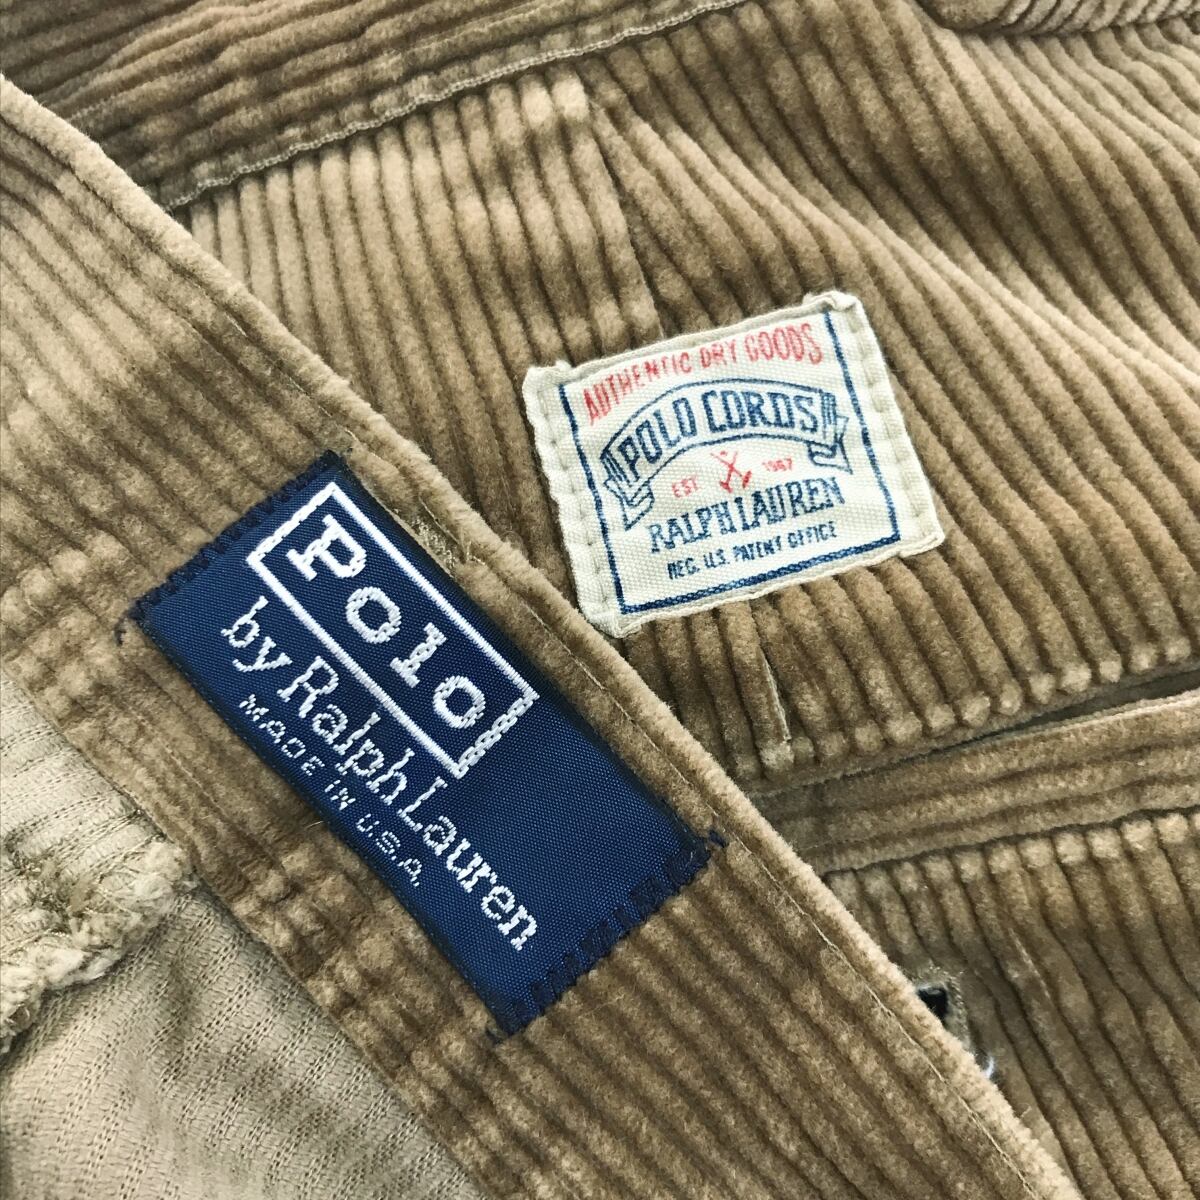 AUTHENTIC DRY GOODS
POLO CORDS
EST 1967
RALPH LAUREN
REG. U.S. PATENT OFFICE
Polo
by Ralph Lauren
MADE IN U.S.A.